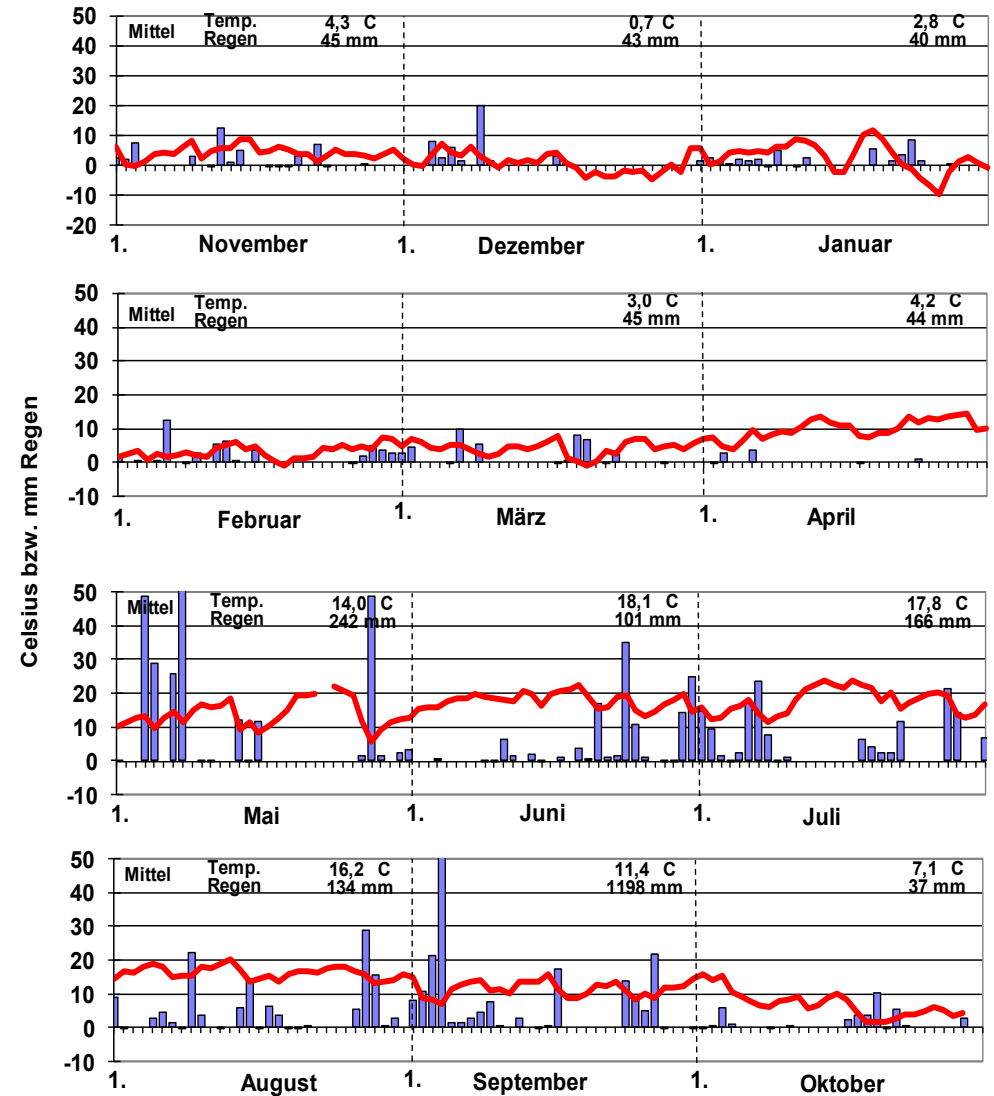 Celsius bzw. mm Regen
50
40
30
20
10
0
-10
-20
Mittel Temp. 4,3 C 0,7 C 2,8 C
Regen 45 mm 43 mm 40 mm
1. November 1. Dezember 1. Januar
50
40
30
20
10
0
-10
Mittel Temp. 3,0 C 4,2 C
Regen 45 mm 44 mm
1. Februar 1. März 1. April
50
40
30
20
10
0
-10
Mittel Temp. 14,0 C 18,1 C 17,8 C
Regen 242 mm 101 mm 166 mm
1. Mai 1. Juni 1. Juli
50
40
30
20
10
0
-10
Mittel Temp. 16,2 C 11,4 C 7,1 C
Regen 134 mm 1198 mm 37 mm
1. August 1. September 1. Oktober